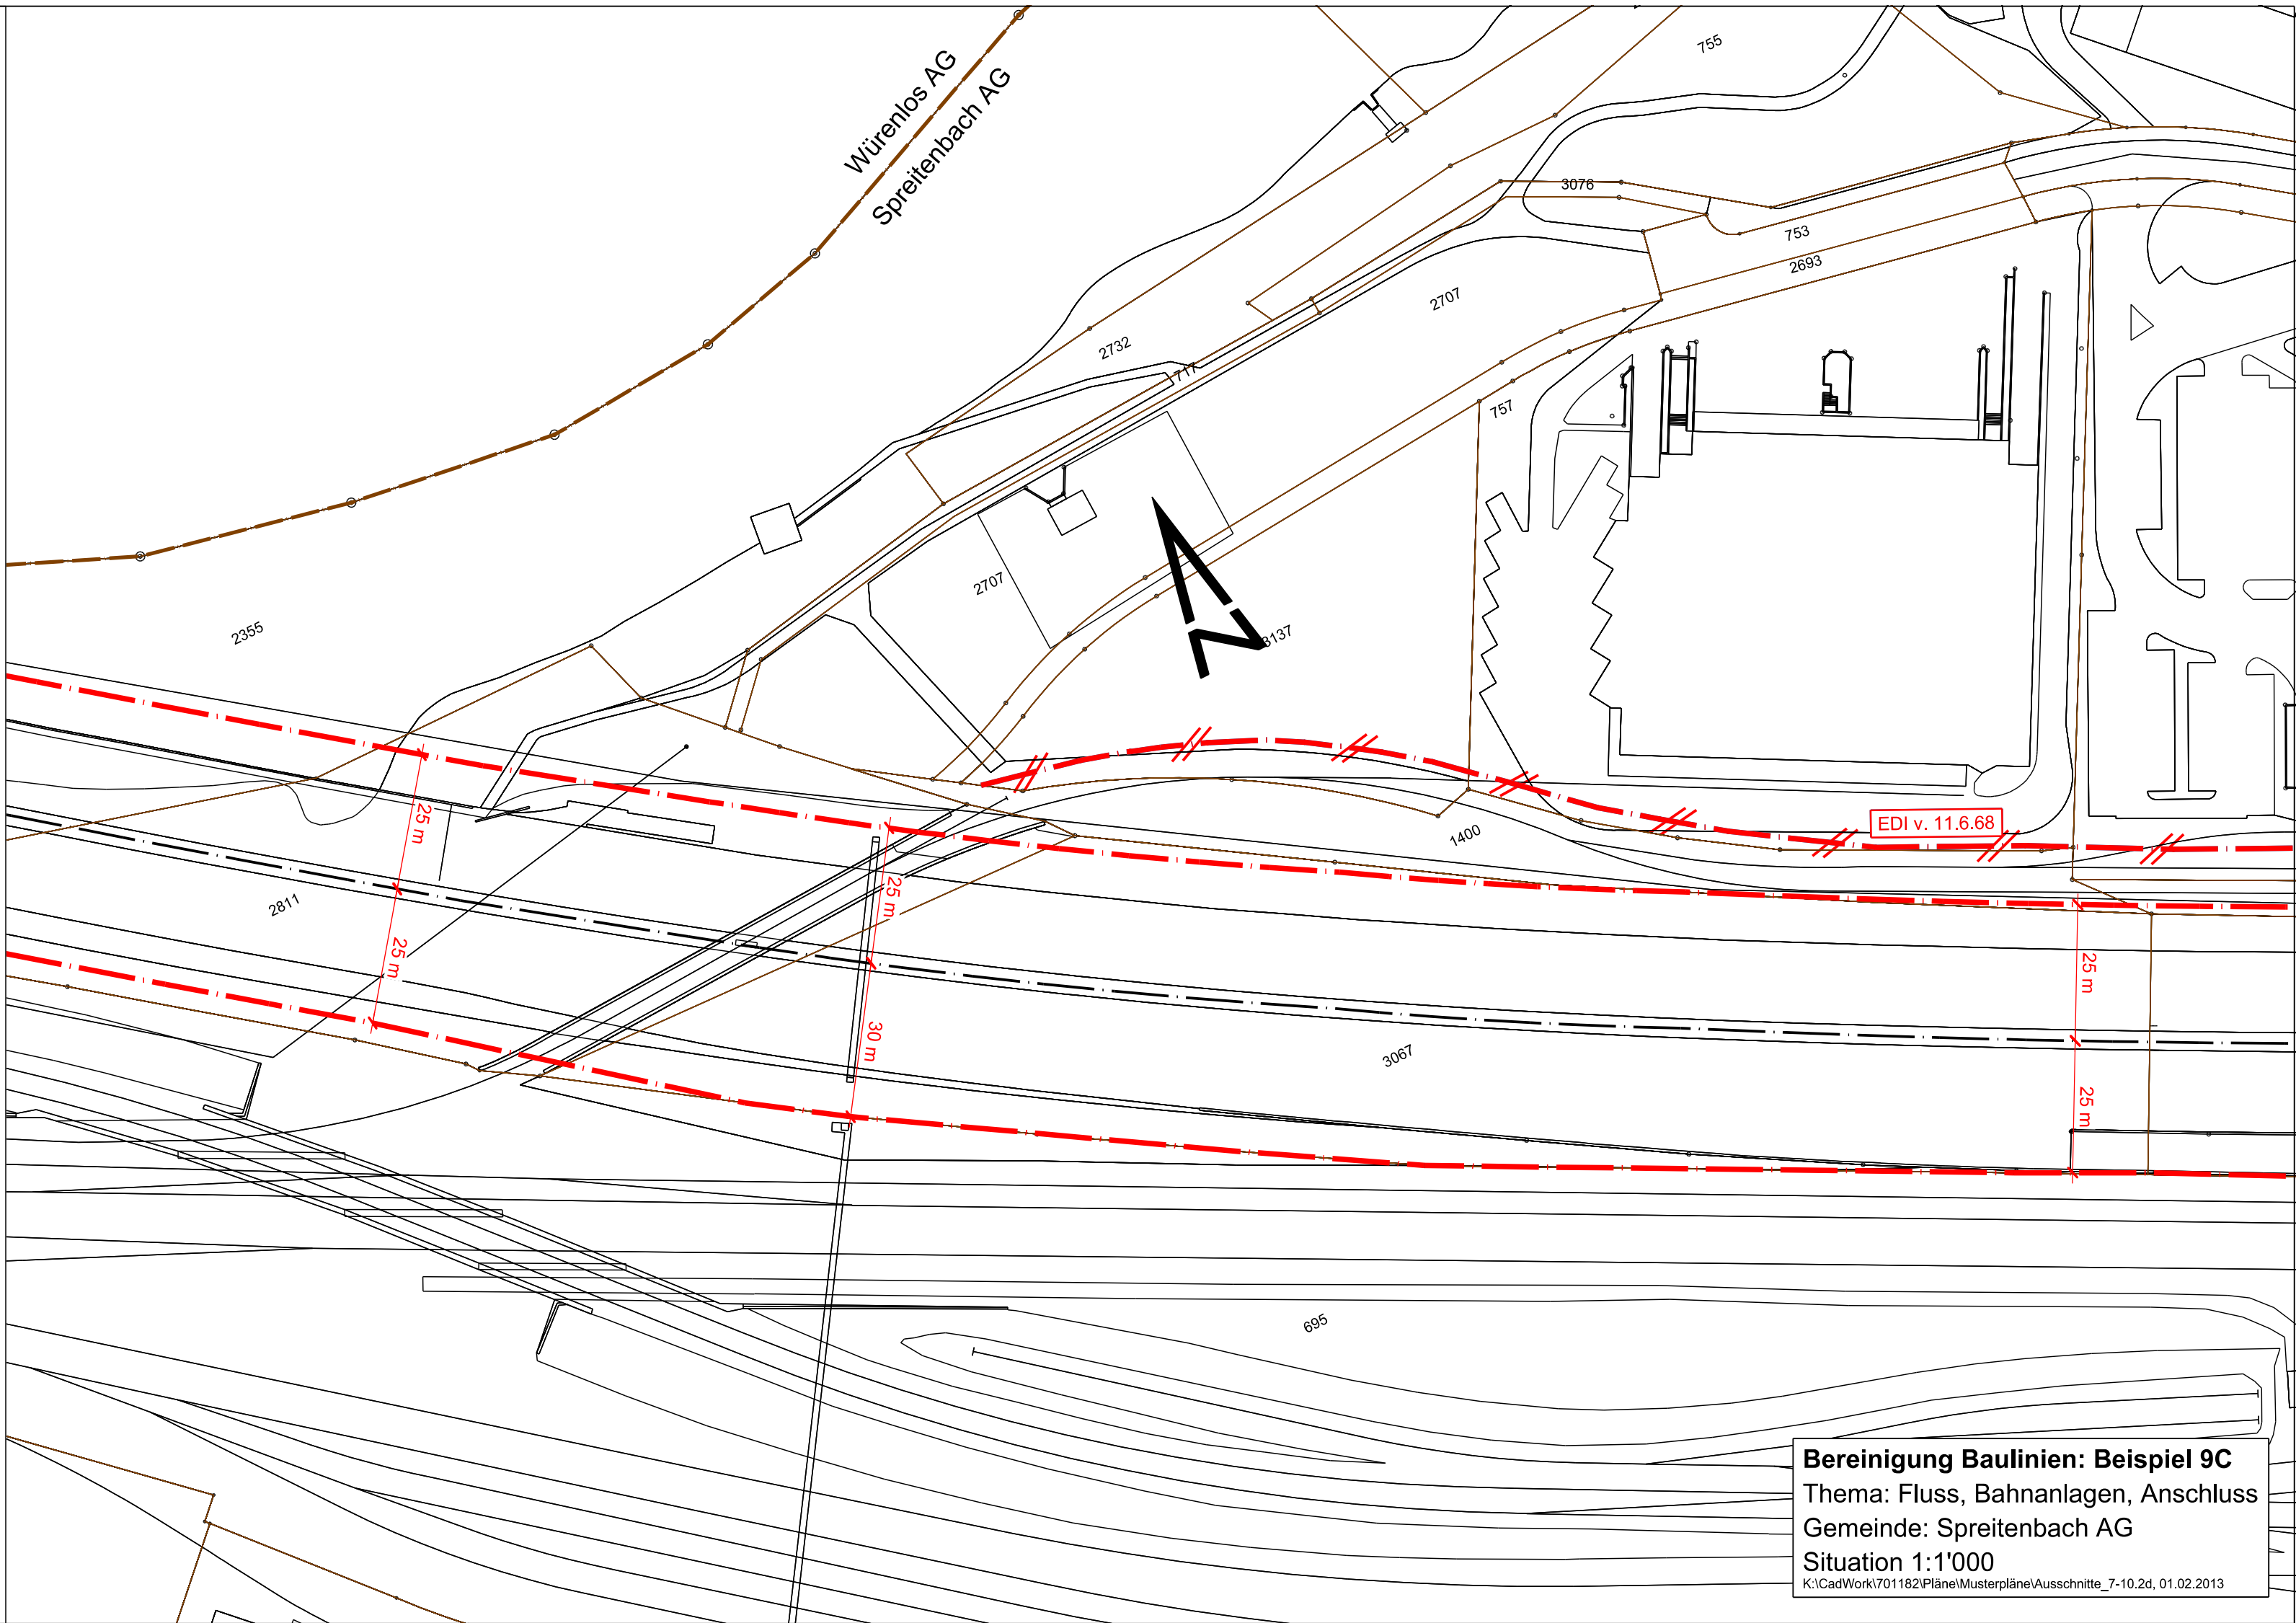 755
Würenlos AG
Spreitenbach AG
3076
753
2693
2707
2732
717
757
2707
3137
2355
N
25 m
EDI v. 11.6.68
1400
25 m
2811
25 m
25 m
30 m
3067
25 m
695
Bereinigung Baulinien: Beispiel 9C
Thema: Fluss, Bahnanlagen, Anschluss
Gemeinde: Spreitenbach AG
Situation 1:1'000
K:\CadWork\701182\Pläne\Musterpläne\Ausschnitte_7-10.2d, 01.02.2013